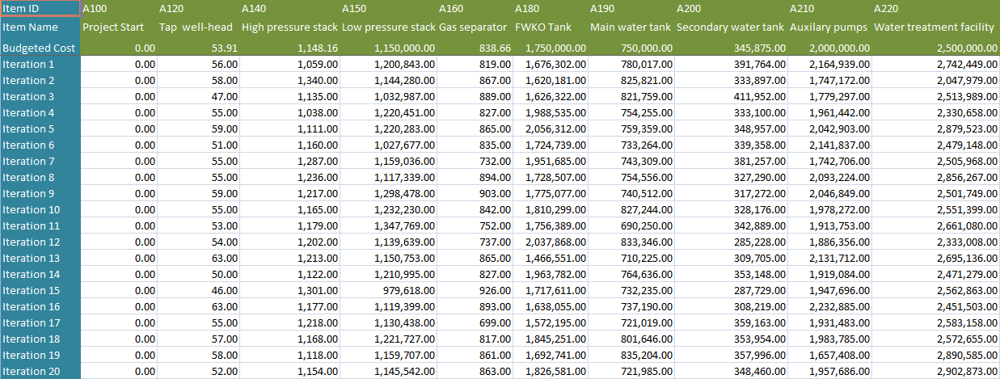 Item ID A100 A120 A140 A150 A160 A180 A190 A200 A210 A220
Item Name Project Start Tap well-head High pressure stack Low pressure stack Gas separator FWKO Tank Main water tank Secondary water tank Auxilary pumps Water treatment facility
Budgeted Cost 0.00 53.91 1,148.16 1,150,000.00 838.66 1,750,000.00 750,000.00 345,875.00 2,000,000.00 2,500,000.00
Iteration 1 0.00 56.00 1,059.00 1,200,843.00 819.00 1,676,302.00 780,017.00 391,764.00 2,164,939.00 2,742,449.00
Iteration 2 0.00 58.00 1,340.00 1,144,280.00 867.00 1,620,181.00 825,821.00 333,897.00 1,747,172.00 2,047,979.00
Iteration 3 0.00 47.00 1,135.00 1,032,987.00 889.00 1,626,322.00 821,759.00 411,952.00 1,779,297.00 2,513,989.00
Iteration 4 0.00 55.00 1,038.00 1,220,451.00 827.00 1,988,535.00 754,255.00 333,100.00 1,961,442.00 2,330,658.00
Iteration 5 0.00 59.00 1,111.00 1,220,283.00 865.00 2,056,312.00 759,359.00 348,957.00 2,042,903.00 2,879,523.00
Iteration 6 0.00 51.00 1,160.00 1,027,677.00 835.00 1,724,739.00 733,264.00 339,358.00 2,141,837.00 2,479,148.00
Iteration 7 0.00 55.00 1,287.00 1,159,036.00 732.00 1,951,685.00 743,309.00 381,257.00 1,742,706.00 2,505,968.00
Iteration 8 0.00 55.00 1,236.00 1,117,339.00 894.00 1,728,507.00 754,556.00 327,290.00 2,093,224.00 2,856,267.00
Iteration 9 0.00 59.00 1,217.00 1,298,478.00 903.00 1,775,077.00 740,512.00 317,272.00 2,046,849.00 2,501,749.00
Iteration 10 0.00 55.00 1,165.00 1,232,230.00 842.00 1,810,299.00 827,244.00 328,176.00 1,978,272.00 2,551,399.00
Iteration 11 0.00 53.00 1,179.00 1,347,769.00 752.00 1,756,389.00 690,250.00 342,889.00 1,913,753.00 2,661,080.00
Iteration 12 0.00 54.00 1,202.00 1,139,639.00 737.00 2,037,868.00 833,346.00 285,228.00 1,886,356.00 2,333,008.00
Iteration 13 0.00 63.00 1,213.00 1,150,753.00 865.00 1,466,551.00 710,225.00 309,705.00 2,131,712.00 2,695,136.00
Iteration 14 0.00 50.00 1,122.00 1,210,995.00 827.00 1,963,782.00 764,636.00 353,148.00 1,919,084.00 2,471,279.00
Iteration 15 0.00 46.00 1,301.00 979,618.00 926.00 1,717,611.00 732,235.00 287,729.00 1,947,696.00 2,562,863.00
Iteration 16 0.00 63.00 1,177.00 1,119,399.00 893.00 1,638,055.00 737,190.00 308,219.00 2,232,885.00 2,451,503.00
Iteration 17 0.00 55.00 1,218.00 1,130,438.00 699.00 1,572,195.00 721,019.00 359,163.00 1,931,483.00 2,583,158.00
Iteration 18 0.00 57.00 1,168.00 1,221,727.00 817.00 1,845,251.00 801,646.00 353,954.00 1,983,785.00 2,572,655.00
Iteration 19 0.00 58.00 1,118.00 1,159,707.00 861.00 1,692,741.00 835,204.00 357,996.00 1,657,408.00 2,890,585.00
Iteration 20 0.00 52.00 1,154.00 1,145,542.00 863.00 1,826,581.00 721,985.00 348,460.00 1,957,686.00 2,902,873.00